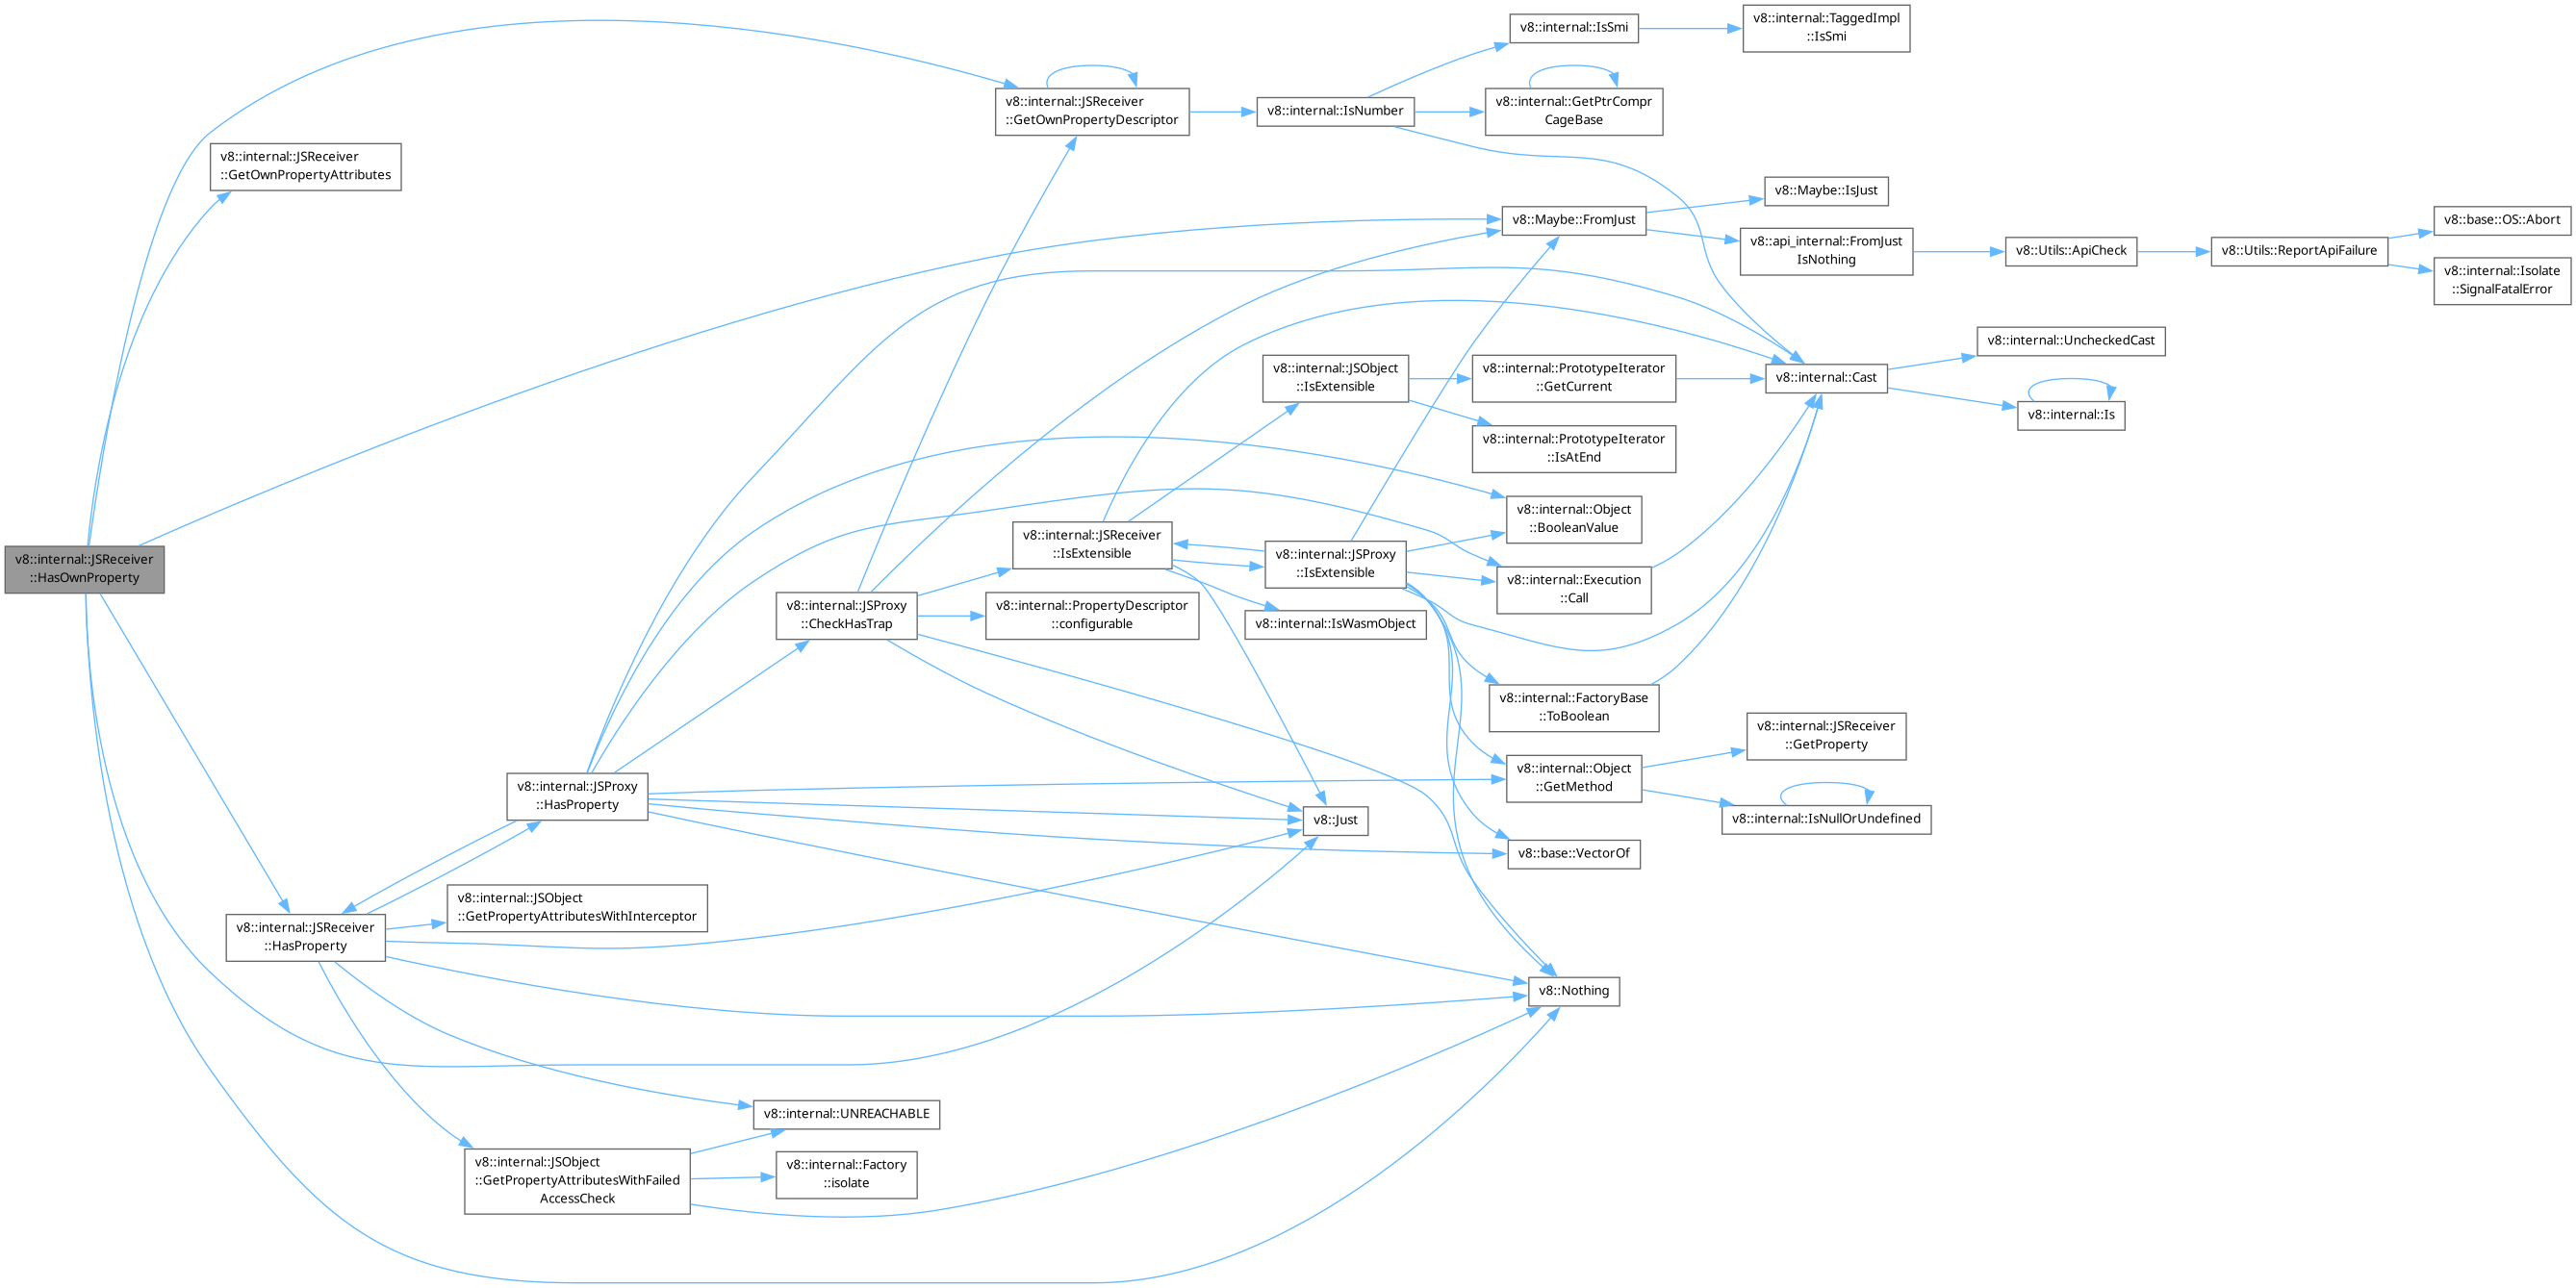 v8::internal::JSReceiver
::HasOwnProperty
v8::internal::JSReceiver
::GetOwnPropertyAttributes
v8::internal::JSReceiver
::HasProperty
v8::internal::JSObject
::GetPropertyAttributesWithInterceptor
v8::internal::JSObject
::GetPropertyAttributesWithFailed
AccessCheck
v8::internal::JSProxy
::HasProperty
v8::internal::UNREACHABLE
v8::internal::Factory
::isolate
v8::internal::JSProxy
::CheckHasTrap
v8::internal::JSReceiver
::GetOwnPropertyDescriptor
v8::internal::JSReceiver
::IsExtensible
v8::internal::PropertyDescriptor
::configurable
v8::internal::IsNumber
v8::internal::JSObject
::IsExtensible
v8::internal::JSProxy
::IsExtensible
v8::internal::IsWasmObject
v8::Just
v8::internal::IsSmi
v8::internal::GetPtrCompr
CageBase
v8::Maybe::FromJust
v8::internal::PrototypeIterator
::GetCurrent
v8::internal::PrototypeIterator
::IsAtEnd
v8::internal::Object
::BooleanValue
v8::internal::Execution
::Call
v8::internal::FactoryBase
::ToBoolean
v8::internal::Object
::GetMethod
v8::base::VectorOf
v8::Nothing
v8::internal::TaggedImpl
::IsSmi
v8::Maybe::IsJust
v8::api_internal::FromJust
IsNothing
v8::internal::Cast
v8::internal::JSReceiver
::GetProperty
v8::internal::IsNullOrUndefined
v8::Utils::ApiCheck
v8::internal::UncheckedCast
v8::internal::Is
v8::Utils::ReportApiFailure
v8::base::OS::Abort
v8::internal::Isolate
::SignalFatalError